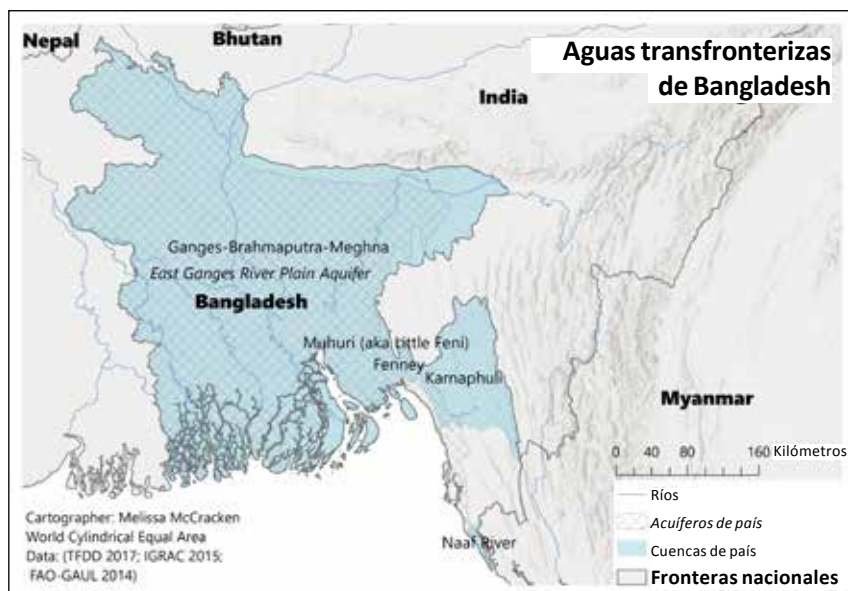 Aguas transfronterizas
de Bangladesh
Nepal
Bhutan
India
Ganges-Brahmaputra-Meghna
East Ganges River Plain Aquifer
Bangladesh
Muhuri (aka Little Feni)
Fenney
Karnaphuli
Myanmar
0 40 80 160 Kilómetros
Ríos
Acuíferos de país
Cuencas de país
Fronteras nacionales
Naaf River
Cartographer: Melissa McCracken
World Cylindrical Equal Area
Data: (TFDD 2017; IGRAC 2015;
FAO-GAUL 2014)